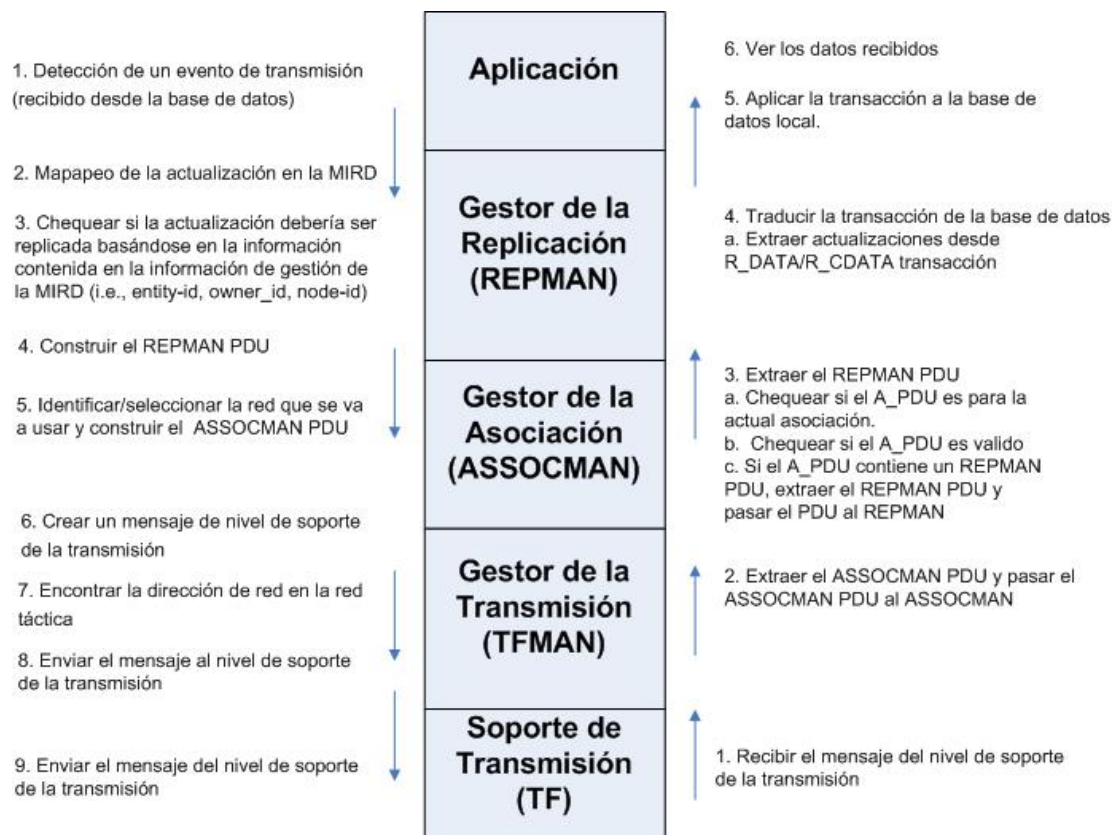 1. Detección de un evento de transmisión
(recibido desde la base de datos)
2. Mapapeo de la actualización en la MIRD
3. Chequear si la actualización debería ser
replicada basándose en la información
contenida en la información de gestión de
la MIRD (i.e., entity-id, owner_id, node-id)
4. Construir el REPMAN PDU
5. Identificar/seleccionar la red que se va
a usar y construir el ASSOCMAN PDU
6. Crear un mensaje de nivel de soporte
de la transmisión
7. Encontrar la dirección de red en la red
táctica
8. Enviar el mensaje al nivel de soporte
de la transmisión
9. Enviar el mensaje del nivel de soporte
de la transmisión
Aplicación
Gestor de la
Replicación
(REPMAN)
Gestor de la
Asociación
(ASSOCMAN)
Gestor de la
Transmisión
(TFMAN)
Soporte de
Transmisión
(TF)
6. Ver los datos recibidos
5. Aplicar la transacción a la base de
datos local.
4. Traducir la transacción de la base de datos
a. Extraer actualizaciones desde
R_DATA/R_CDATA transacción
3. Extraer el REPMAN PDU
a. Chequear si el A_PDU es para la
actual asociación.
b. Chequear si el A_PDU es valido
c. Si el A_PDU contiene un REPMAN
PDU, extraer el REPMAN PDU y
pasar el PDU al REPMAN
2. Extraer el ASSOCMAN PDU y pasar el
ASSOCMAN PDU al ASSOCMAN
1. Recibir el mensaje del nivel de soporte
de la transmisión